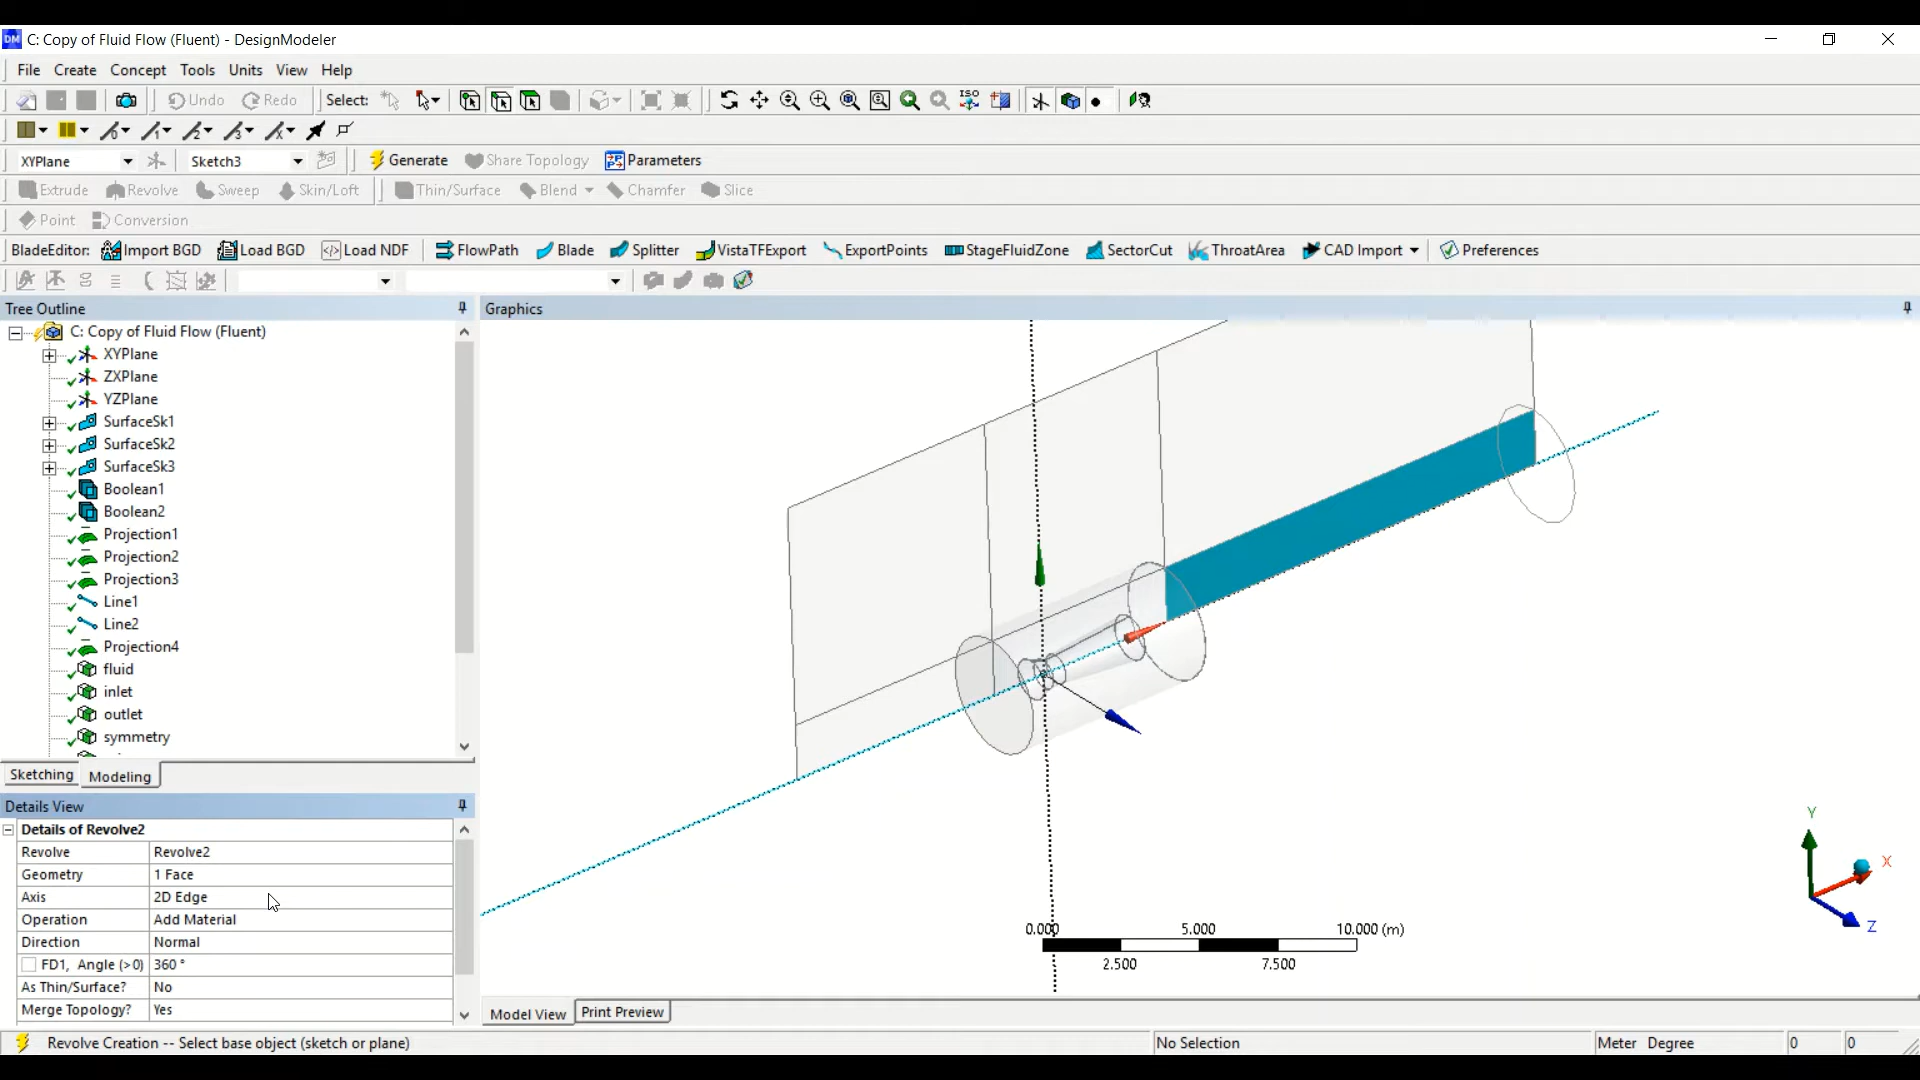 C: Copy of Fluid Flow (Fluent) - DesignModeler
File Create Concept Tools Units View Help
Undo Redo Select: ISO
XYPlane Sketch3 Generate Share Topology Parameters
Extrude Revolve Sweep Skin/Loft Thin/Surface Blend Chamfer Slice
Point Conversion
BladeEditor: Import BGD Load BGD Load NDF FlowPath Blade Splitter VistaTFExport ExportPoints StageFluidZone SectorCut ThroatArea CAD Import Preferences
Tree Outline
C: Copy of Fluid Flow (Fluent)
XYPlane
ZXPlane
YZPlane
SurfaceSk1
SurfaceSk2
SurfaceSk3
Boolean1
Boolean2
Projection1
Projection2
Projection3
Line1
Line2
Projection4
fluid
inlet
outlet
symmetry
Sketching Modeling
Details View
Details of Revolve2
Revolve Revolve2
Geometry 1 Face
Axis 2D Edge
Operation Add Material
Direction Normal
FD1, Angle (>0) 360 °
As Thin/Surface? No
Merge Topology? Yes
Graphics
0.000 5.000 10.000 (m)
2.500 7.500
Y
X
Z
Model View Print Preview
Revolve Creation -- Select base object (sketch or plane) No Selection Meter Degree 0 0